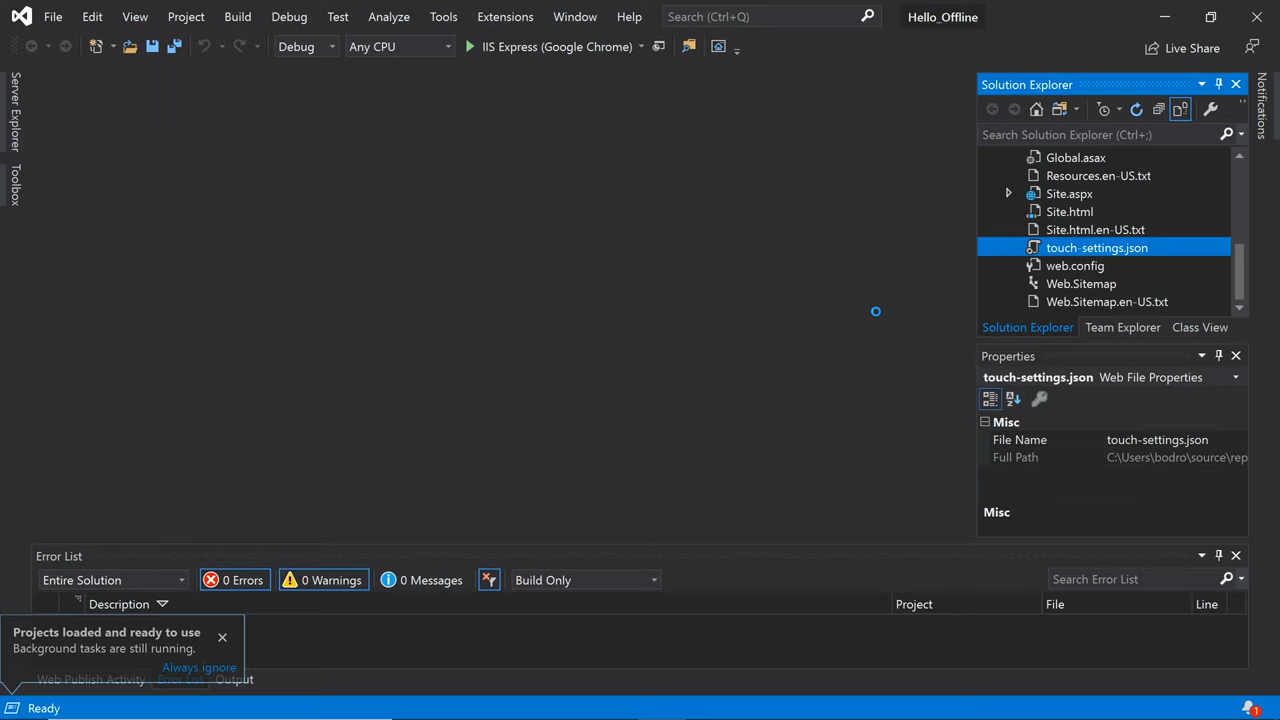 File Edit View Project Build Debug Test Analyze Tools Extensions Window Help Search (Ctrl+Q) Hello_Offline
Debug Any CPU IIS Express (Google Chrome) Live Share
Server Explorer
Toolbox
Notifications
Solution Explorer
Search Solution Explorer (Ctrl+;)
Global.asax
Resources.en-US.txt
Site.aspx
Site.html
Site.html.en-US.txt
touch-settings.json
web.config
Web.Sitemap
Web.Sitemap.en-US.txt
Solution Explorer Team Explorer Class View
Properties
touch-settings.json Web File Properties
Misc
File Name touch-settings.json
Full Path C:\Users\bodro\source\rep
Misc
Error List
Entire Solution 0 Errors 0 Warnings 0 Messages Build Only Search Error List
Description Project File Line
Projects loaded and ready to use
Background tasks are still running.
Always ignore
Web Publish Activity Error List Output
Ready 1